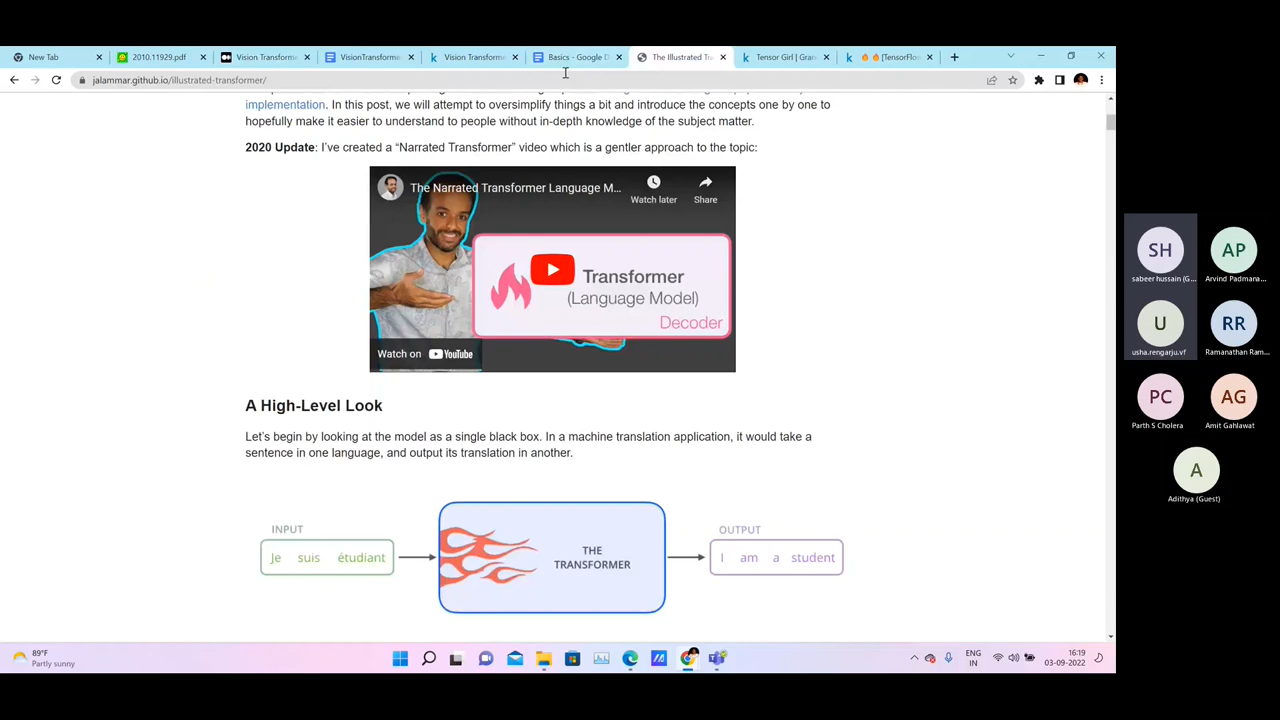 New Tab
2010.11929.pdf
Vision Transforme
VisionTransforme
Vision Transforme
Basics - Google D
The Illustrated Tra
Tensor Girl | Gran
[TensorFlo
jalammar.github.io/illustrated-transformer/
implementation. In this post, we will attempt to oversimplify things a bit and introduce the concepts one by one to
hopefully make it easier to understand to people without in-depth knowledge of the subject matter.
2020 Update: I've created a “Narrated Transformer” video which is a gentler approach to the topic:
The Narrated Transformer Language M...
Watch later
Share
Transformer
(Language Model)
Decoder
Watch on YouTube
A High-Level Look
Let's begin by looking at the model as a single black box. In a machine translation application, it would take a
sentence in one language, and output its translation in another.
INPUT
Je suis étudiant
THE
TRANSFORMER
OUTPUT
I am a student
SH
sabeer hussain (G...
AP
Arvind Padmana...
U
usha.rengarju.vf
RR
Ramanathan Ram...
PC
Parth S Cholera
AG
Amit Gahlawat
A
Adithya (Guest)
89°F
Partly sunny
ENG
IN
16:19
03-09-2022